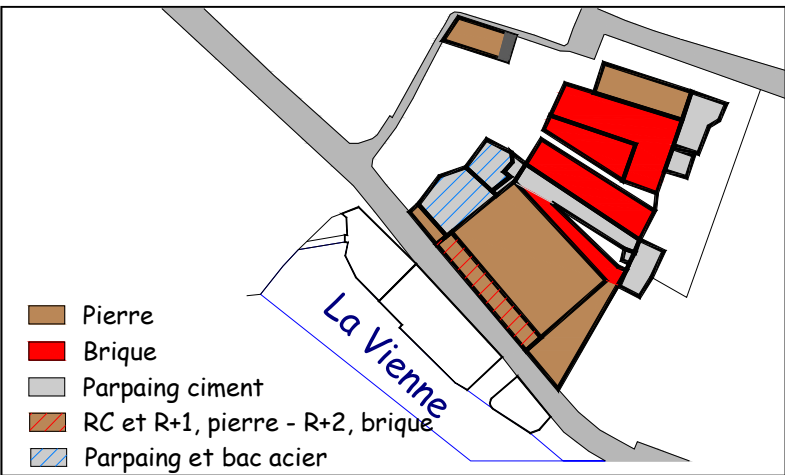 La Vienne
Pierre
Brique
Parpaing ciment
RC et R+1, pierre - R+2, brique
Parpaing et bac acier